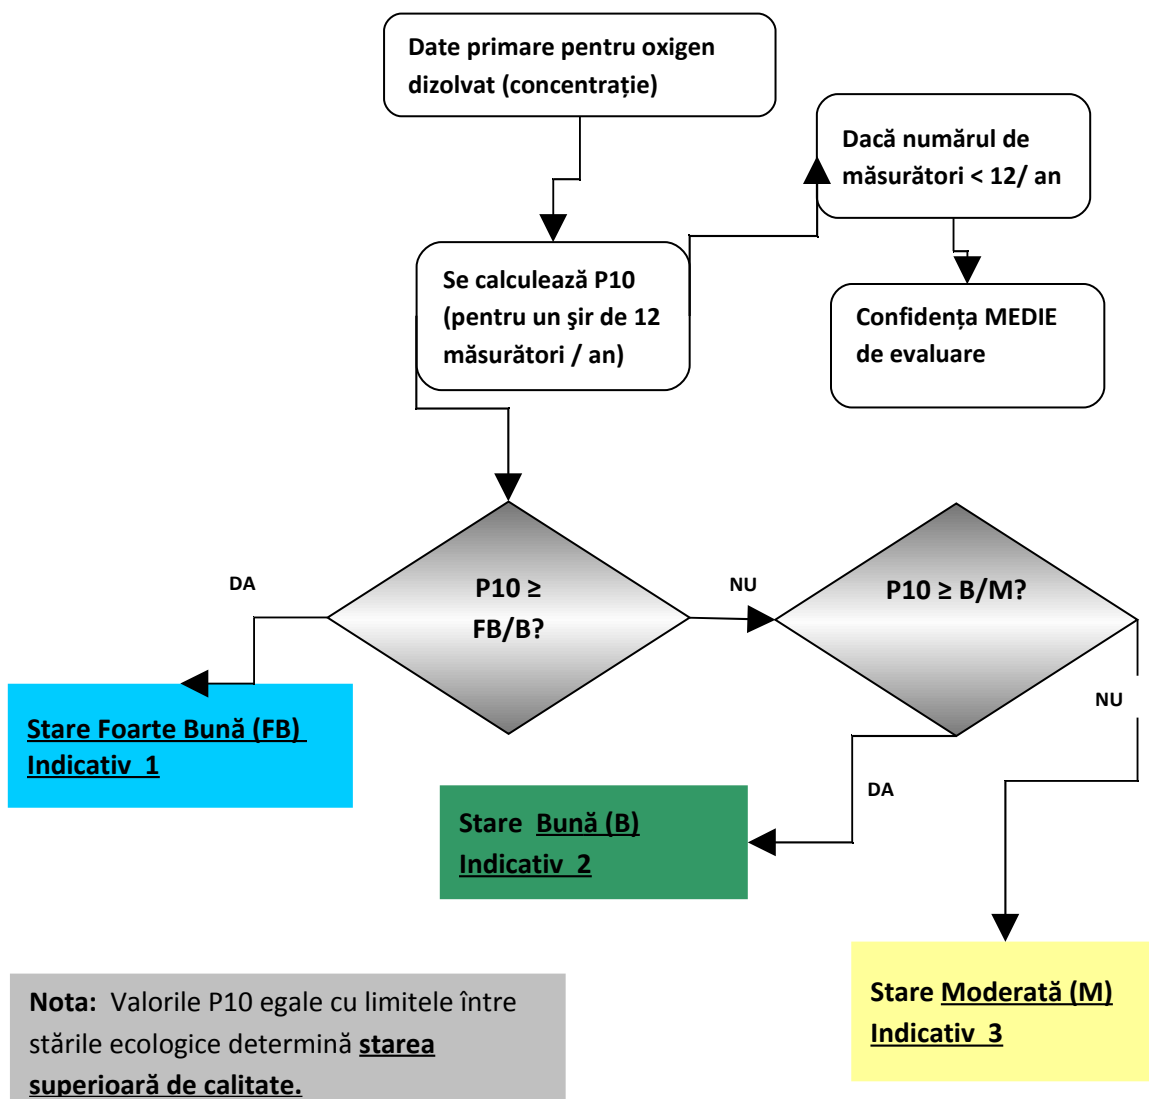 Date primare pentru oxigen
dizolvat (concentrație)
Dacă numărul de
măsurători < 12/ an
Se calculează P10
(pentru un şir de 12
măsurători / an)
Confidența MEDIE
de evaluare
P10 ≥
FB/B?
DA
NU
P10 ≥ B/M?
NU
DA
Stare Foarte Bună (FB)
Indicativ 1
Stare Bună (B)
Indicativ 2
Stare Moderată (M)
Indicativ 3
Nota: Valorile P10 egale cu limitele între
stările ecologice determină starea
superioară de calitate.